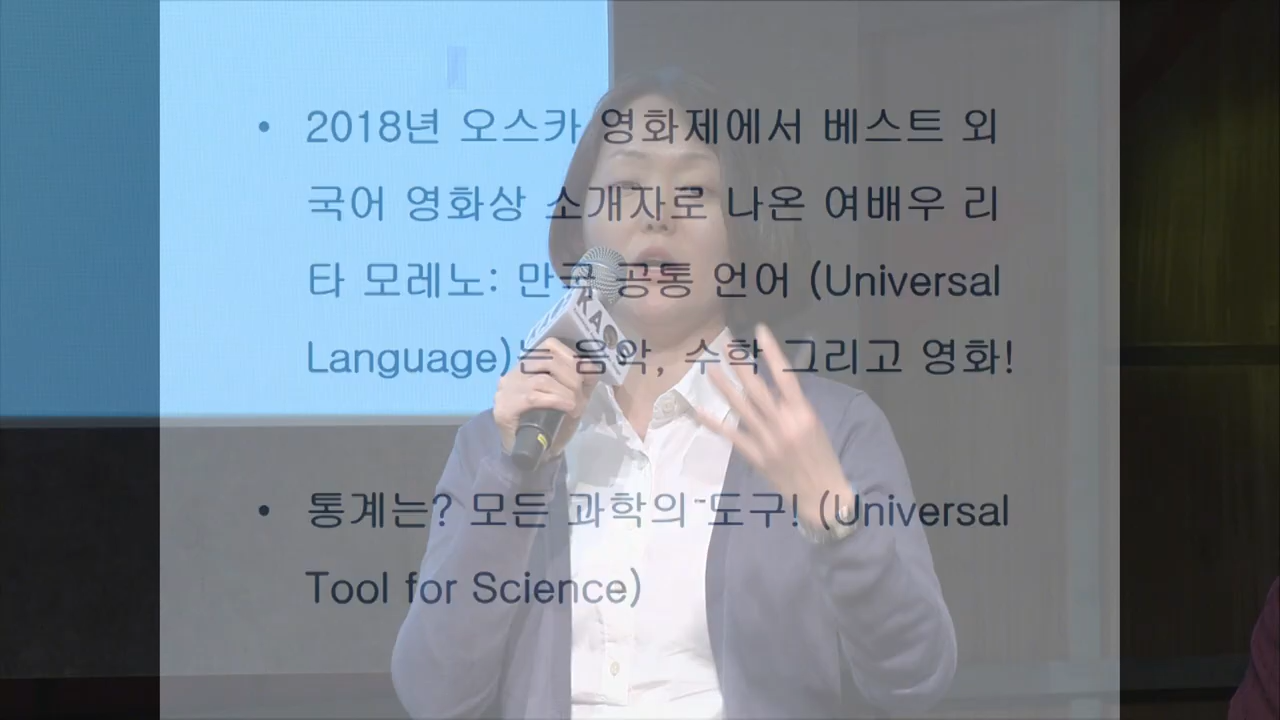 • 2018년 오스카 영화제에서 베스트 외
국어 영화상 소개자로 나온 여배우 리
타 모레노: 만국 공통 언어 (Universal
Language)는 음악, 수학 그리고 영화!
• 통계는? 모든 과학의 도구! (Universal
Tool for Science)